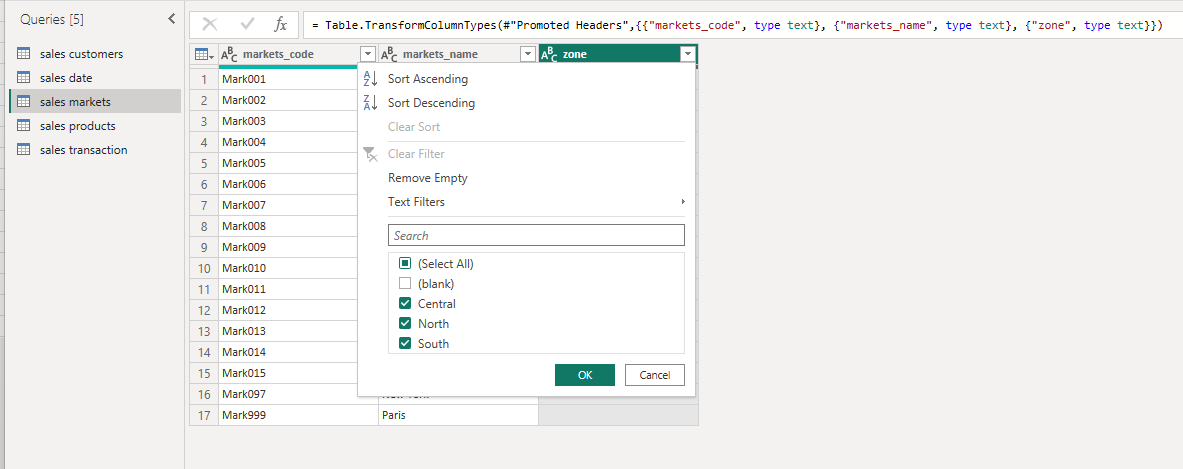 Queries [5]
sales customers
sales date
sales markets
sales products
sales transaction
fx
= Table.TransformColumnTypes(#"Promoted Headers",{{"markets_code", type text}, {"markets_name", type text}, {"zone", type text}})
ABC markets_code ABC markets_name ABC zone
1 Mark001
2 Mark002
3 Mark003
4 Mark004
5 Mark005
6 Mark006
7 Mark007
8 Mark008
9 Mark009
10 Mark010
11 Mark011
12 Mark012
13 Mark013
14 Mark014
15 Mark015
16 Mark097
17 Mark999 Paris
Sort Ascending
Sort Descending
Clear Sort
Clear Filter
Remove Empty
Text Filters
Search
(Select All)
(blank)
Central
North
South
OK Cancel